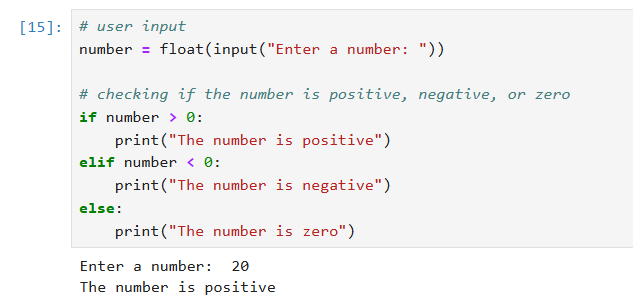 [15]: # user input
number = float(input("Enter a number: "))
# checking if the number is positive, negative, or zero
if number > 0:
    print("The number is positive")
elif number < 0:
    print("The number is negative")
else:
    print("The number is zero")
Enter a number:  20
The number is positive